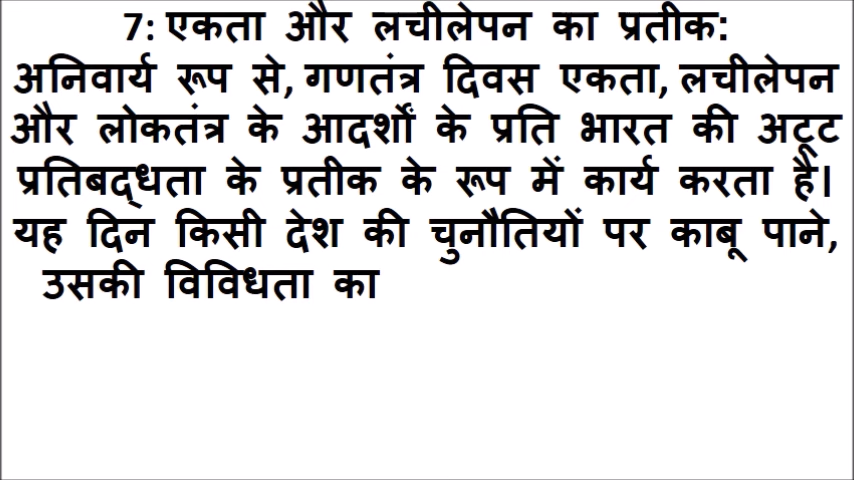 7: एकता और लचीलेपन का प्रतीक:
अनिवार्य रूप से, गणतंत्र दिवस एकता, लचीलेपन
और लोकतंत्र के आदर्शों के प्रति भारत की अटूट
प्रतिबद्धता के प्रतीक के रूप में कार्य करता है।
यह दिन किसी देश की चुनौतियों पर काबू पाने,
उसकी विविधता का